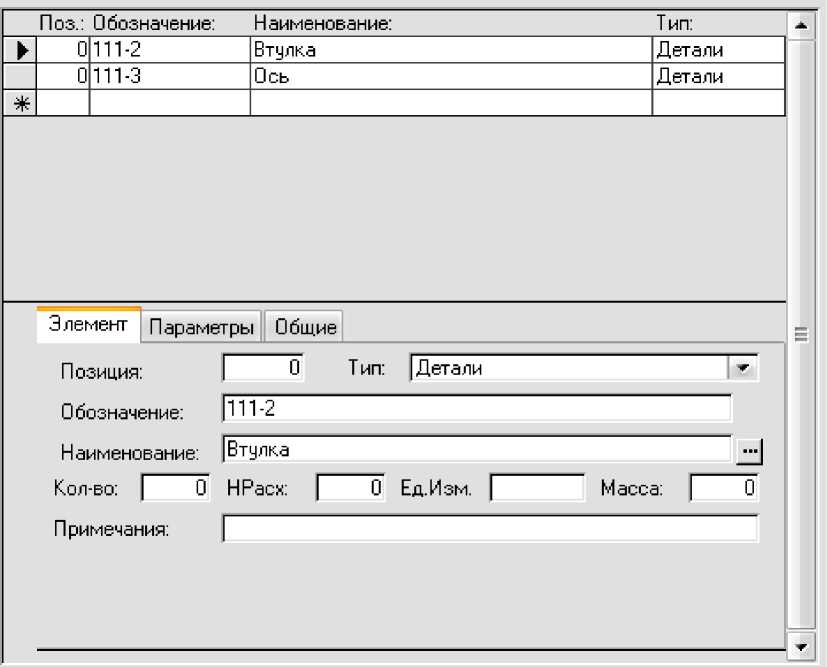 Поз.: Обозначение: Наименование: Тип:
0 111-2 Втулка Детали
0 111-3 Ось Детали
Элемент Параметры Общие
Позиция: 0 Тип: Детали
Обозначение: 111-2
Наименование: Втулка ...
Кол-во: 0 НРасх: 0 Ед.Изм. Масса: 0
Примечания: